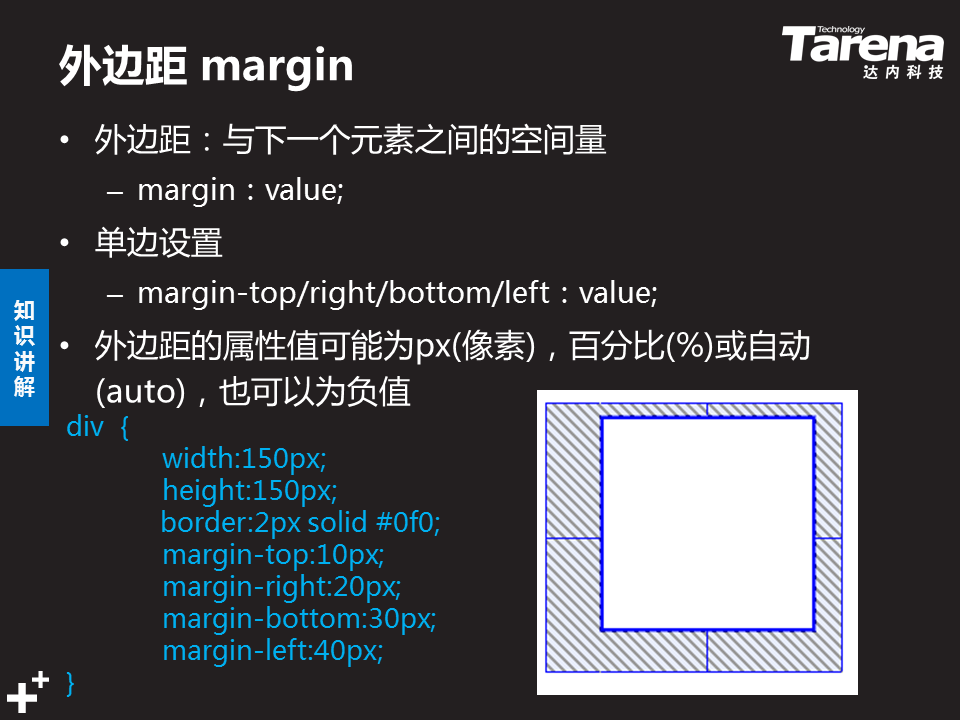 外边距 margin
Technology
Tarena
达内科技
• 外边距：与下一个元素之间的空间量
– margin：value;
• 单边设置
– margin-top/right/bottom/left：value;
• 外边距的属性值可能为px(像素)，百分比(%)或自动
(auto)，也可以为负值
知识讲解
div {
width:150px;
height:150px;
border:2px solid #0f0;
margin-top:10px;
margin-right:20px;
margin-bottom:30px;
margin-left:40px;
}